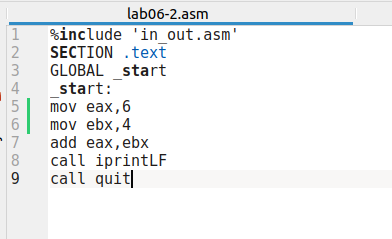 lab06-2.asm
1 %include 'in_out.asm'
2 SECTION .text
3 GLOBAL _start
4 _start:
5 mov eax,6
6 mov ebx,4
7 add eax,ebx
8 call iprintLF
9 call quit